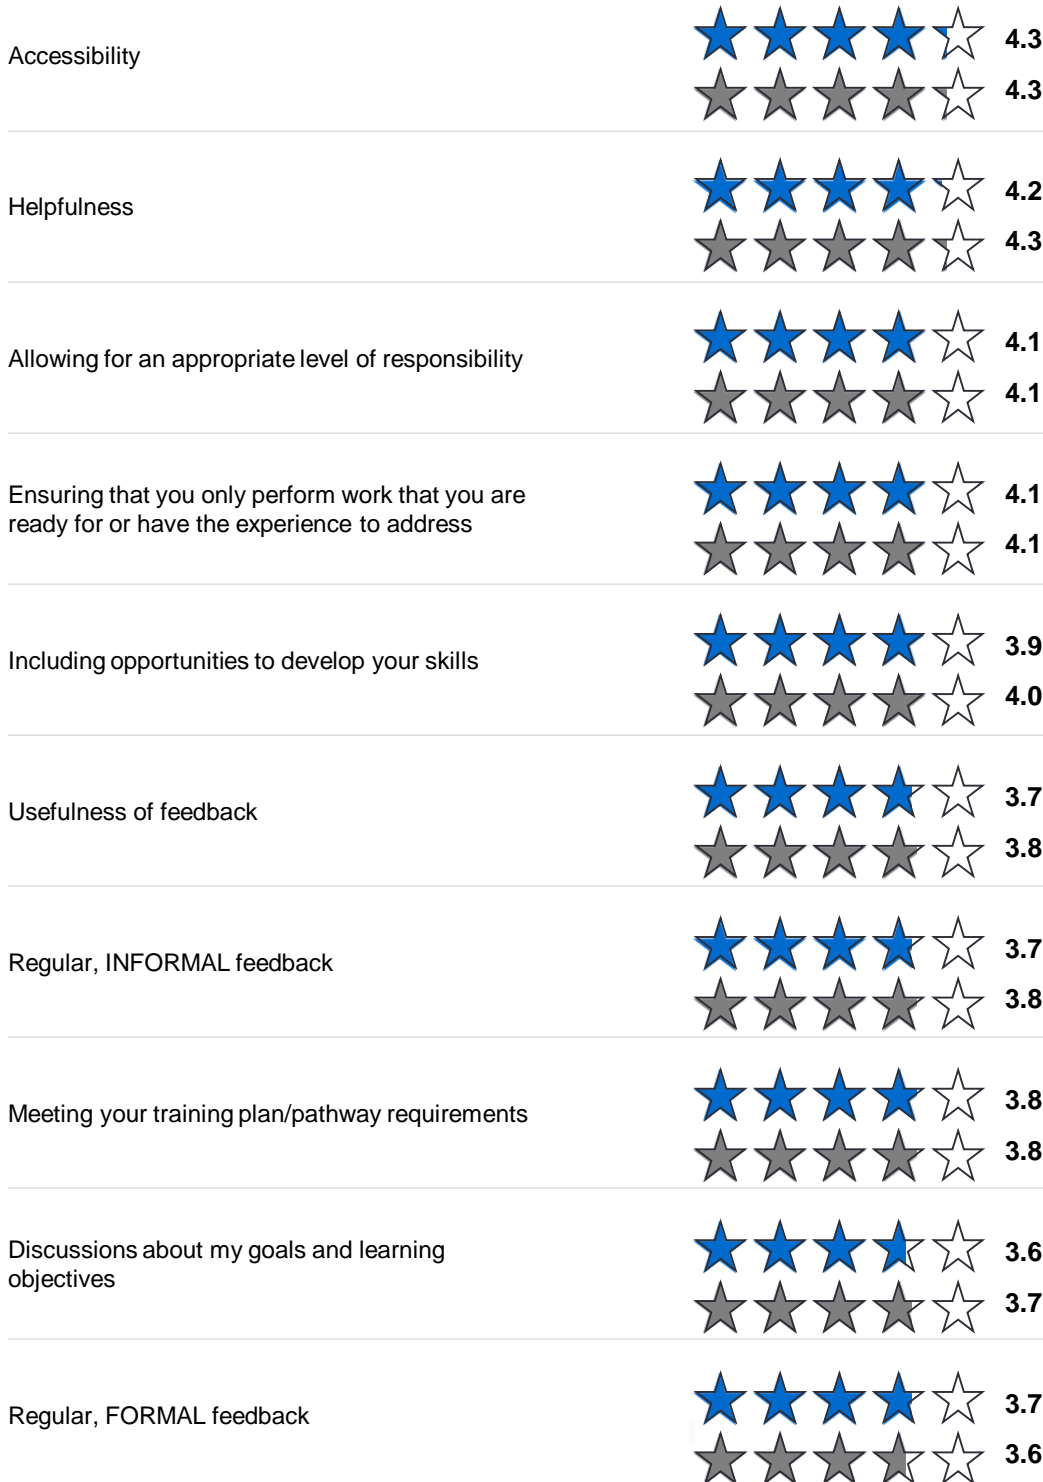 Accessibility
4.3
4.3
Helpfulness
4.2
4.3
Allowing for an appropriate level of responsibility
4.1
4.1
Ensuring that you only perform work that you are
ready for or have the experience to address
4.1
4.1
Including opportunities to develop your skills
3.9
4.0
Usefulness of feedback
3.7
3.8
Regular, INFORMAL feedback
3.7
3.8
Meeting your training plan/pathway requirements
3.8
3.8
Discussions about my goals and learning
objectives
3.6
3.7
Regular, FORMAL feedback
3.7
3.6